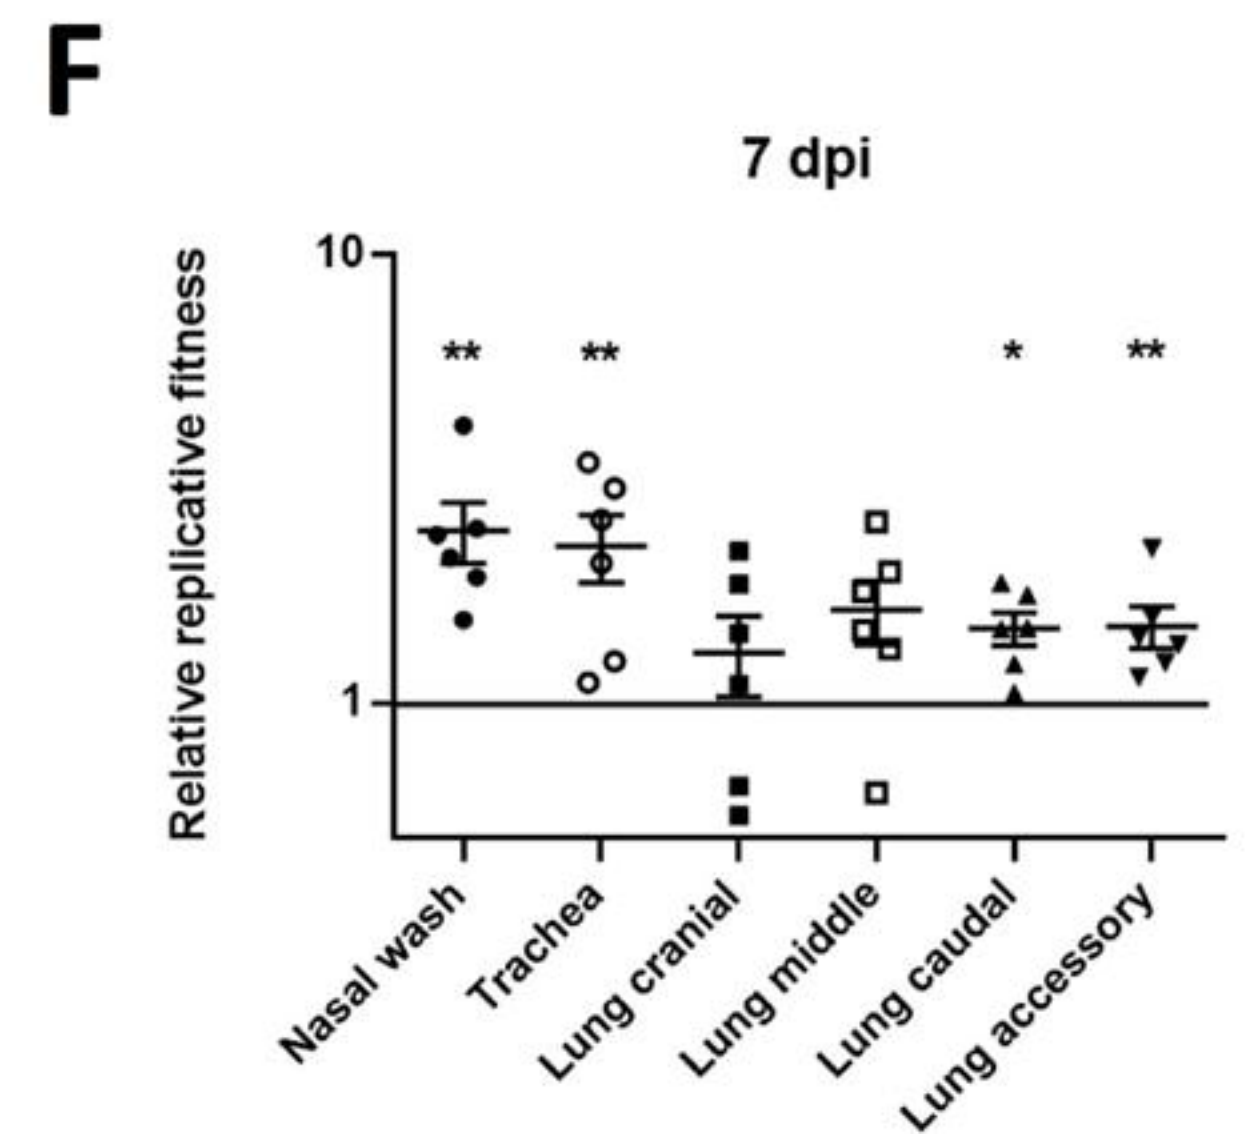 F
7 dpi
Relative replicative fitness
10
** ** * **
1
Nasal wash
Trachea
Lung cranial
Lung middle
Lung caudal
Lung accessory